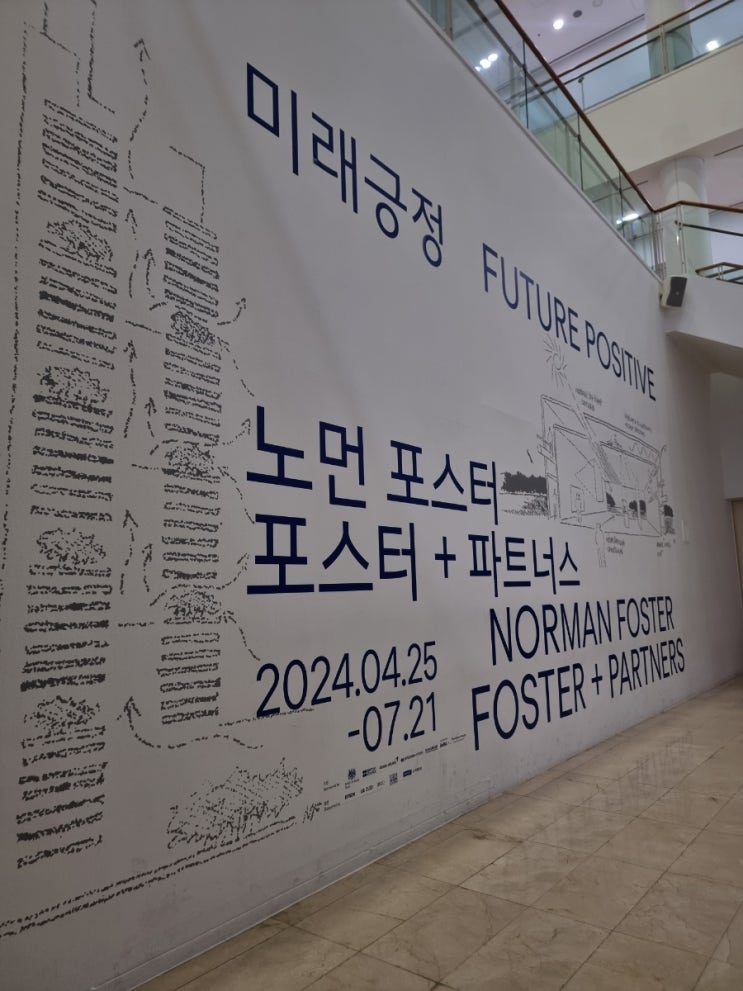 미래긍정
FUTURE POSITIVE
노먼 포스터
포스터 + 파트너스
NORMAN FOSTER
FOSTER + PARTNERS
2024.04.25
-07.21